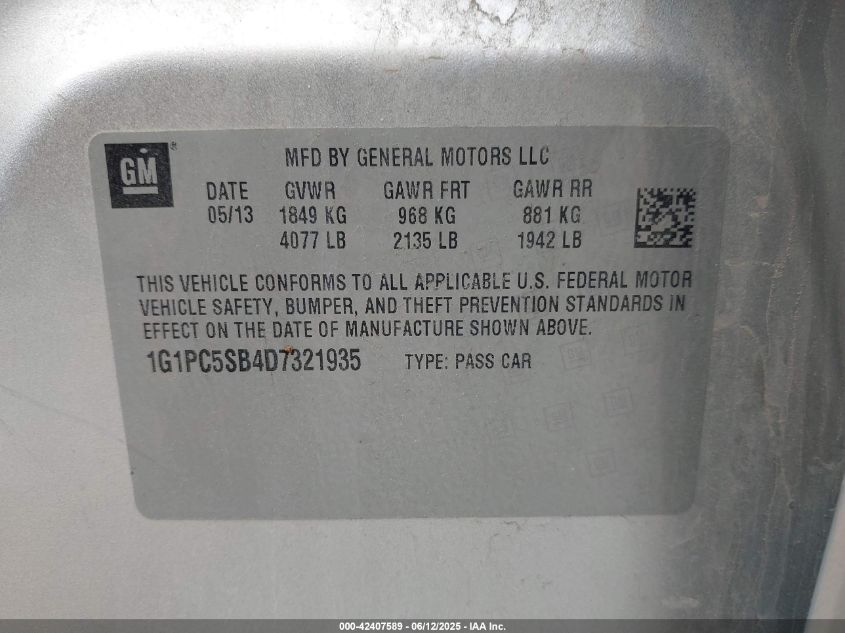 GM®
MFD BY GENERAL MOTORS LLC
DATE GVWR GAWR FRT GAWR RR
05/13 1849 KG 968 KG 881 KG
4077 LB 2135 LB 1942 LB
THIS VEHICLE CONFORMS TO ALL APPLICABLE U.S. FEDERAL MOTOR
VEHICLE SAFETY, BUMPER, AND THEFT PREVENTION STANDARDS IN
EFFECT ON THE DATE OF MANUFACTURE SHOWN ABOVE.
1G1PC5SB4D7321935 TYPE: PASS CAR
000-42407589 - 06/12/2025 - IAA Inc.